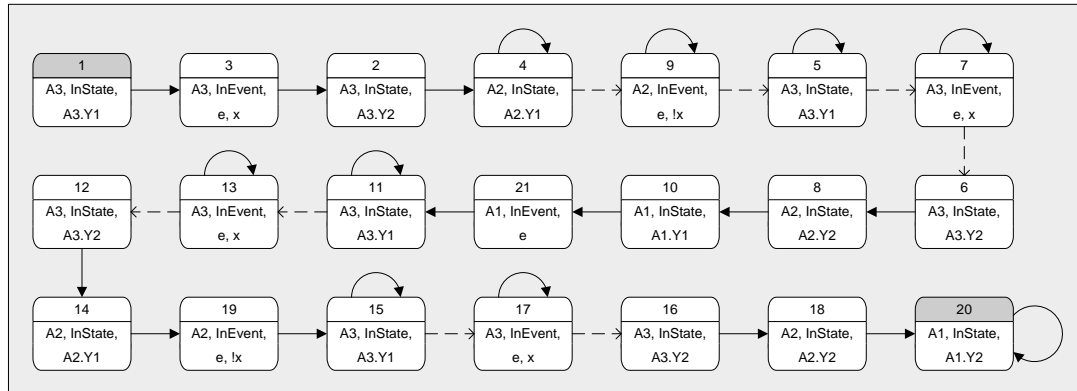 1
A3, InState,
A3.Y1
3
A3, InEvent,
e, x
2
A3, InState,
A3.Y2
4
A2, InState,
A2.Y1
9
A2, InEvent,
e, !x
5
A3, InState,
A3.Y1
7
A3, InEvent,
e, x
12
A3, InState,
A3.Y2
13
A3, InEvent,
e, x
11
A3, InState,
A3.Y1
21
A1, InEvent,
e
10
A1, InState,
A1.Y1
8
A2, InState,
A2.Y2
6
A3, InState,
A3.Y2
14
A2, InState,
A2.Y1
19
A2, InEvent,
e, !x
15
A3, InState,
A3.Y1
17
A3, InEvent,
e, x
16
A3, InState,
A3.Y2
18
A2, InState,
A2.Y2
20
A1, InState,
A1.Y2